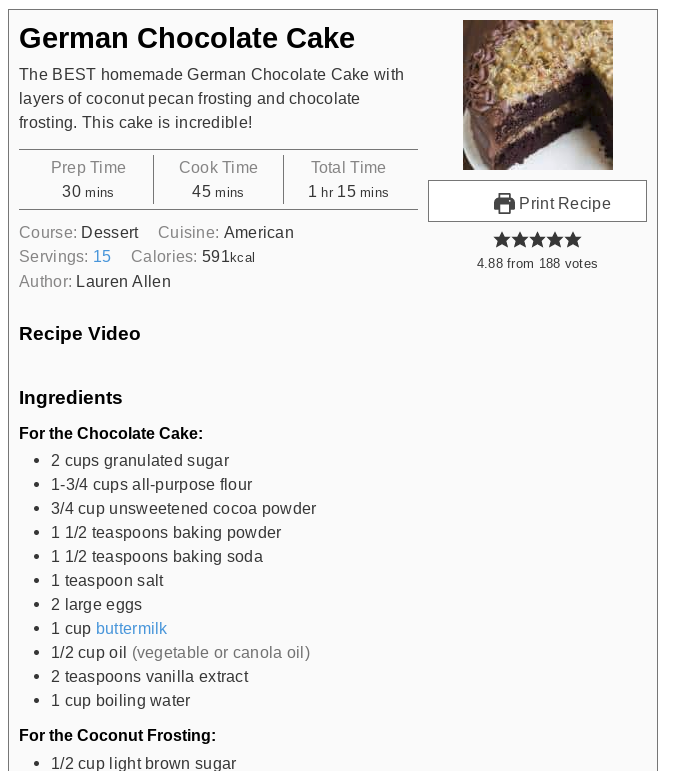 German Chocolate Cake
The BEST homemade German Chocolate Cake with
layers of coconut pecan frosting and chocolate
frosting. This cake is incredible!
Prep Time
30 mins
Cook Time
45 mins
Total Time
1 hr 15 mins
Print Recipe
4.88 from 188 votes
Course: Dessert Cuisine: American
Servings: 15 Calories: 591kcal
Author: Lauren Allen
Recipe Video
Ingredients
For the Chocolate Cake:
2 cups granulated sugar
1-3/4 cups all-purpose flour
3/4 cup unsweetened cocoa powder
1 1/2 teaspoons baking powder
1 1/2 teaspoons baking soda
1 teaspoon salt
2 large eggs
1 cup buttermilk
1/2 cup oil (vegetable or canola oil)
2 teaspoons vanilla extract
1 cup boiling water
For the Coconut Frosting:
1/2 cup light brown sugar